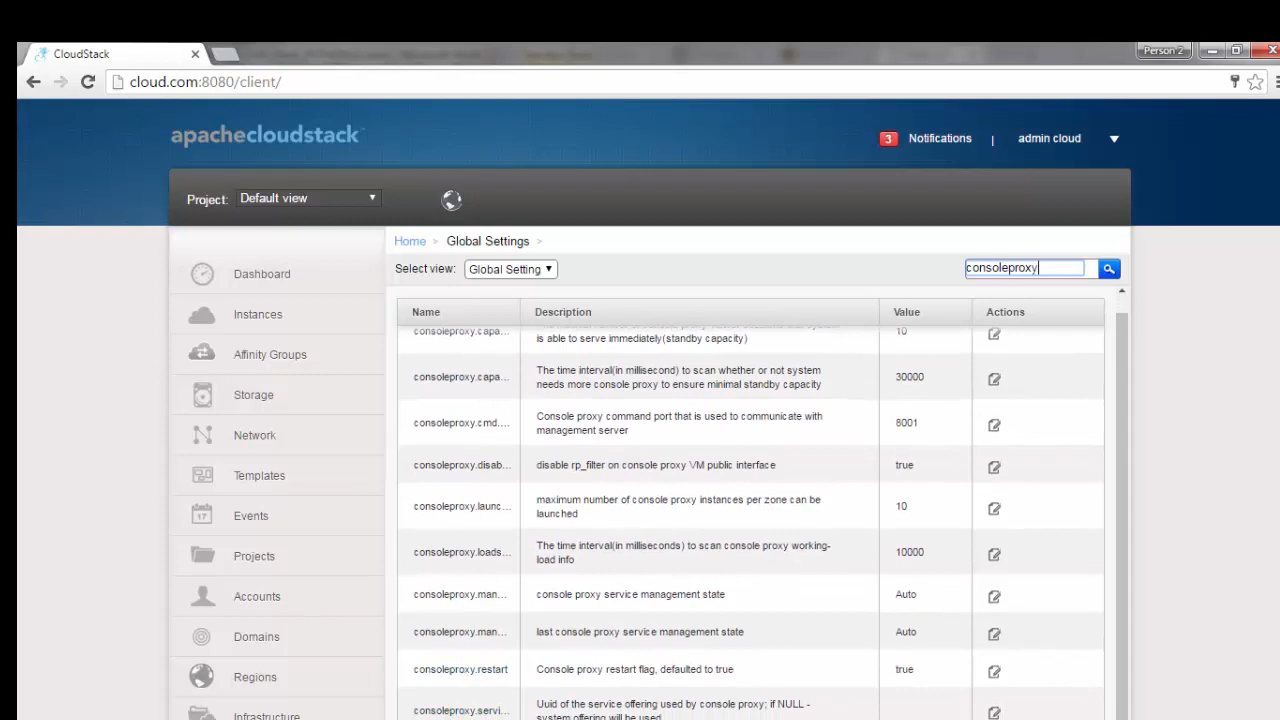 CloudStack
Person 2
cloud.com:8080/client/
apachecloudstack
3 Notifications | admin cloud
Project: Default view
Home > Global Settings >
Select view: Global Setting
consoleproxy
Name Description Value Actions
consoleproxy.capa...
is able to serve immediately(standby capacity)
10
The time interval(in millisecond) to scan whether or not system
consoleproxy.capa... 30000
needs more console proxy to ensure minimal standby capacity
Console proxy command port that is used to communicate with
consoleproxy.cmd.... 8001
management server
consoleproxy.disab... disable rp_filter on console proxy VM public interface true
maximum number of console proxy instances per zone can be
consoleproxy.launc... 10
launched
The time interval(in milliseconds) to scan console proxy working-
consoleproxy.loads... 10000
load info
consoleproxy.man... console proxy service management state Auto
consoleproxy.man... last console proxy service management state Auto
consoleproxy.restart Console proxy restart flag, defaulted to true true
Uuid of the service offering used by console proxy; if NULL -
consoleproxy.servi...
system offering will be used
Dashboard
Instances
Affinity Groups
Storage
Network
Templates
17 Events
Projects
Accounts
Domains
Regions
Infrastructure